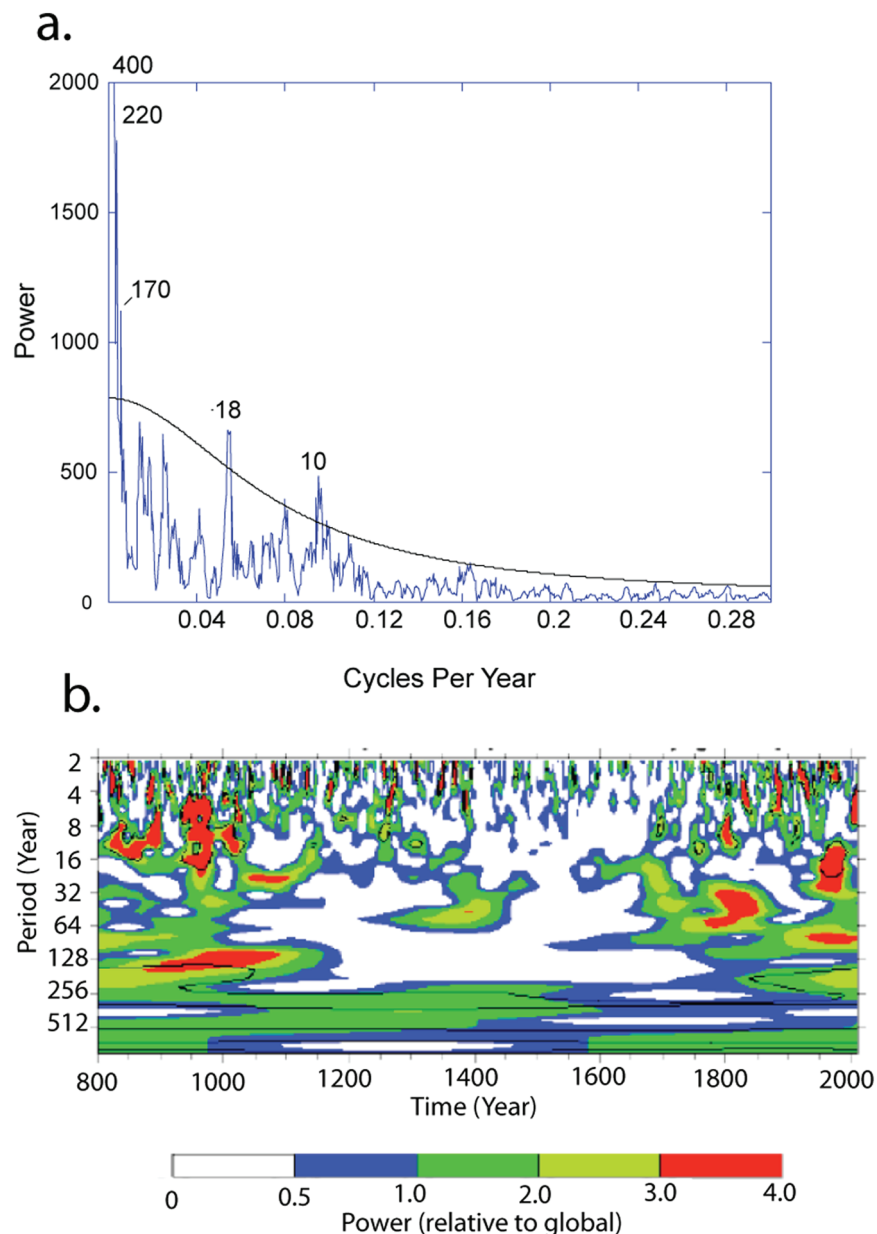 a.
400
2000
220
1500
170
1000
Power
18
500
10
0
0.04 0.08 0.12 0.16 0.2 0.24 0.28
Cycles Per Year
b.
2
4
8
16
32
64
128
256
512
Period (Year)
800 1000 1200 1400 1600 1800 2000
Time (Year)
0 0.5 1.0 2.0 3.0 4.0
Power (relative to global)